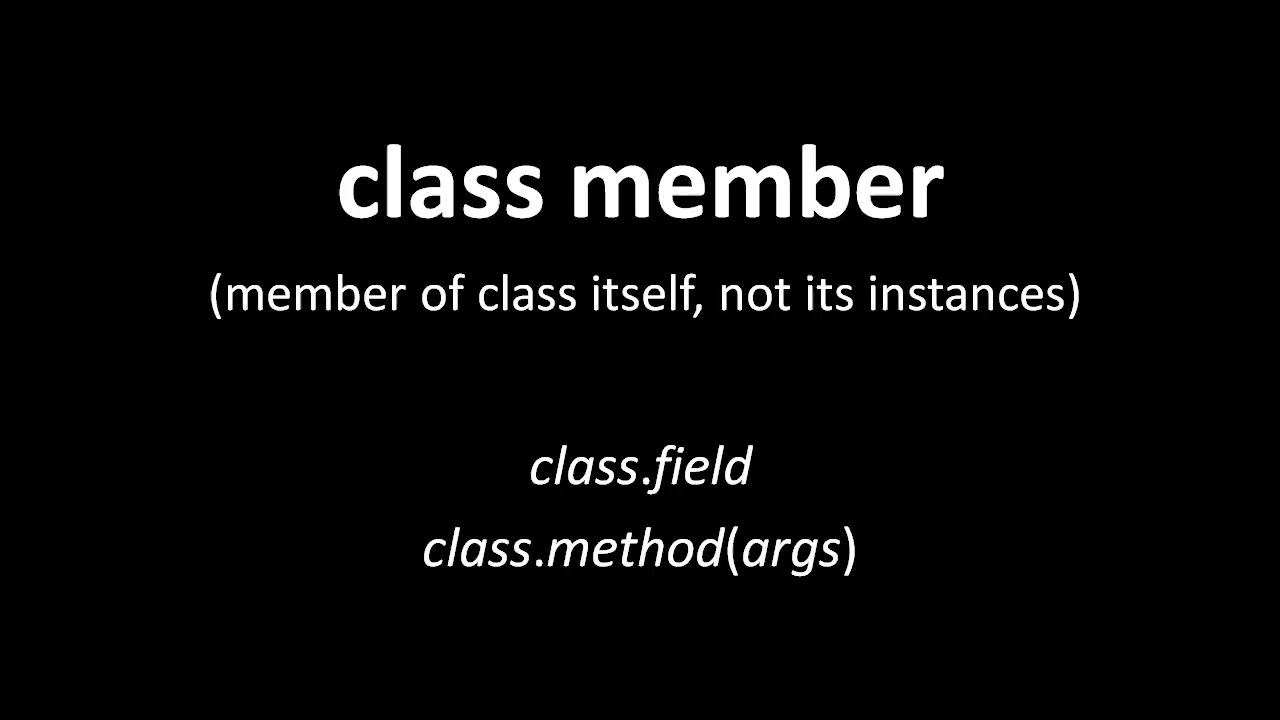 class member
(member of class itself, not its instances)
class.field
class.method(args)